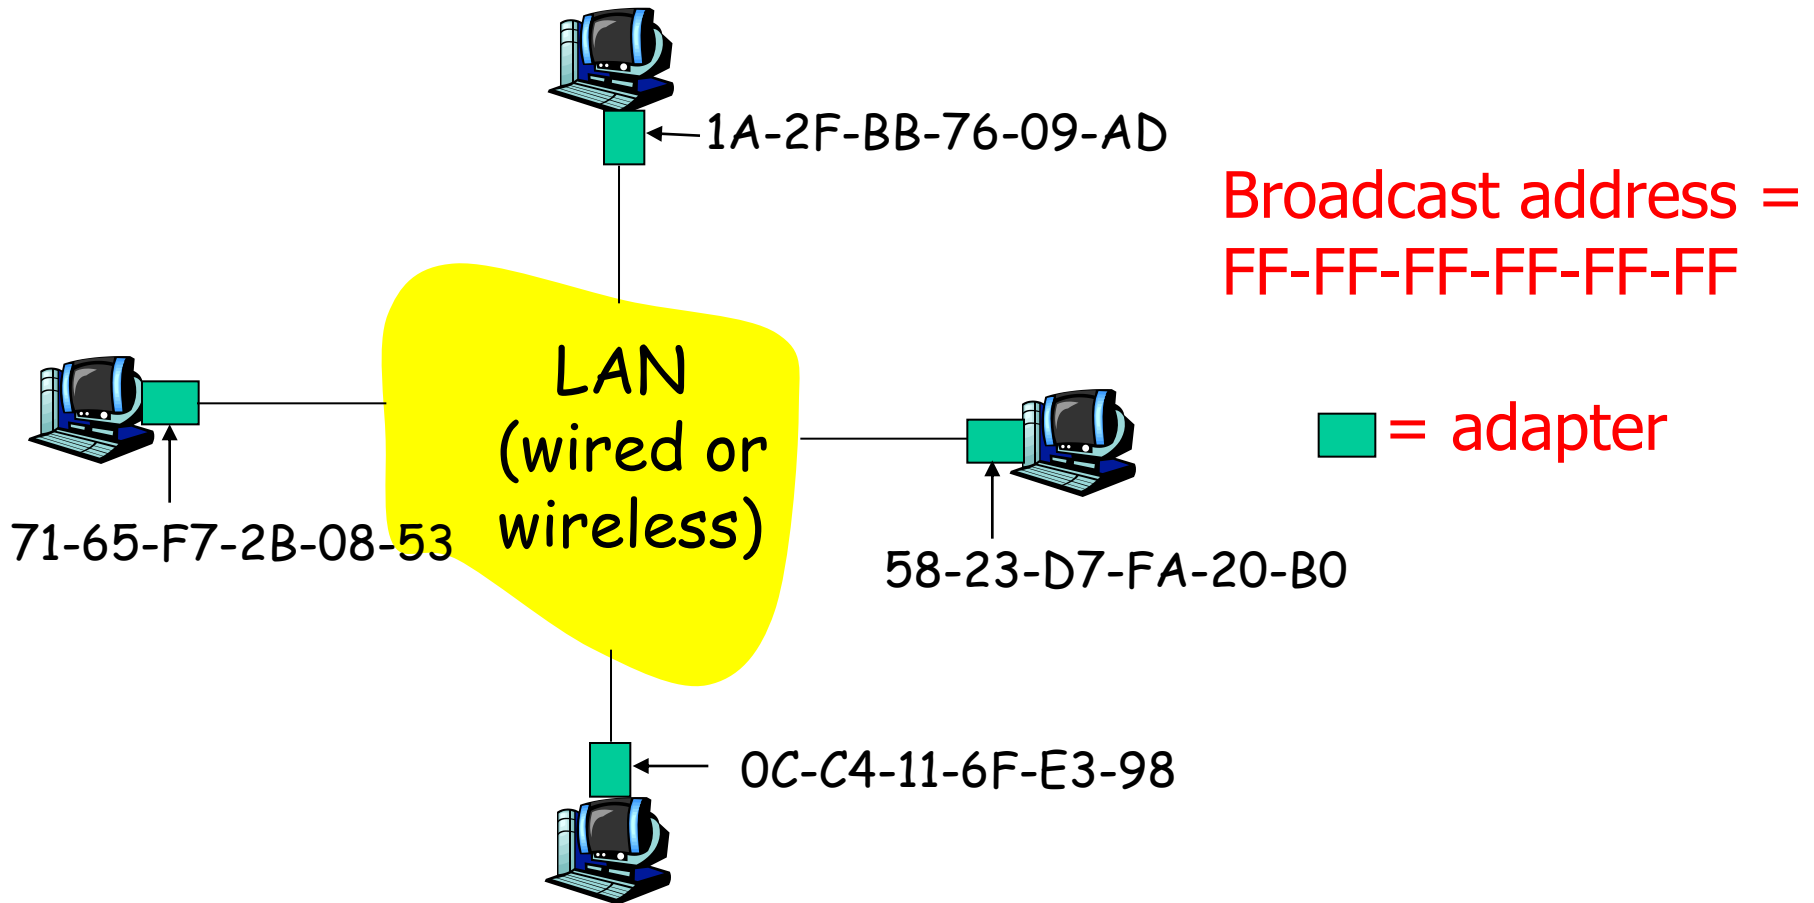 1A-2F-BB-76-09-AD
Broadcast address =
FF-FF-FF-FF-FF-FF
LAN
(wired or
wireless)
= adapter
71-65-F7-2B-08-53
58-23-D7-FA-20-B0
0C-C4-11-6F-E3-98